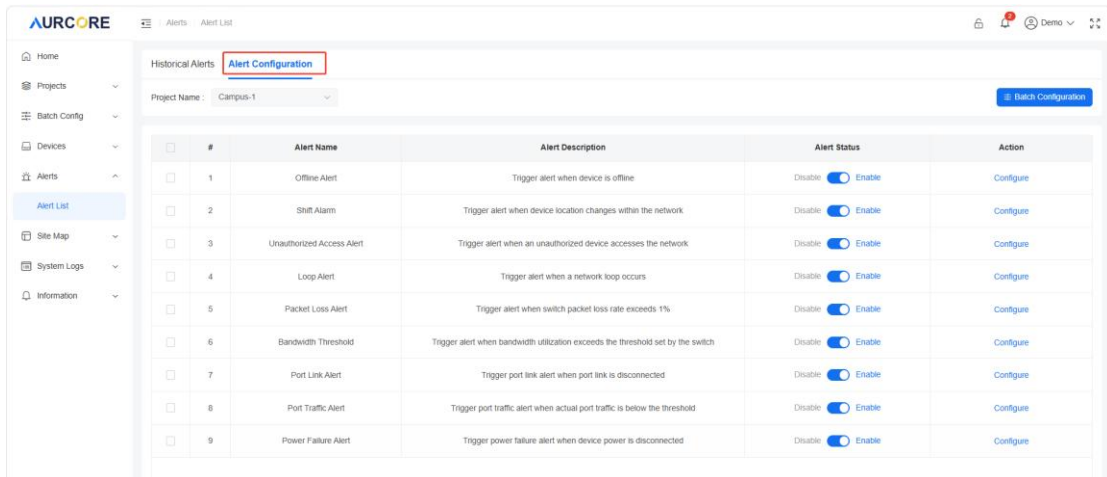 AURCORE
Alerts Alert List
2
Demo
Home
Projects
Batch Config
Devices
Alerts
Alert List
Site Map
System Logs
Information
Historical Alerts Alert Configuration
Project Name : Campus-1
Batch Configuration
# Alert Name Alert Description Alert Status Action
1 Offline Alert Trigger alert when device is offline Disable Enable Configure
2 Shift Alarm Trigger alert when device location changes within the network Disable Enable Configure
3 Unauthorized Access Alert Trigger alert when an unauthorized device accesses the network Disable Enable Configure
4 Loop Alert Trigger alert when a network loop occurs Disable Enable Configure
5 Packet Loss Alert Trigger alert when switch packet loss rate exceeds 1% Disable Enable Configure
6 Bandwidth Threshold Trigger alert when bandwidth utilization exceeds the threshold set by the switch Disable Enable Configure
7 Port Link Alert Trigger port link alert when port link is disconnected Disable Enable Configure
8 Port Traffic Alert Trigger port traffic alert when actual port traffic is below the threshold Disable Enable Configure
9 Power Failure Alert Trigger power failure alert when device power is disconnected Disable Enable Configure